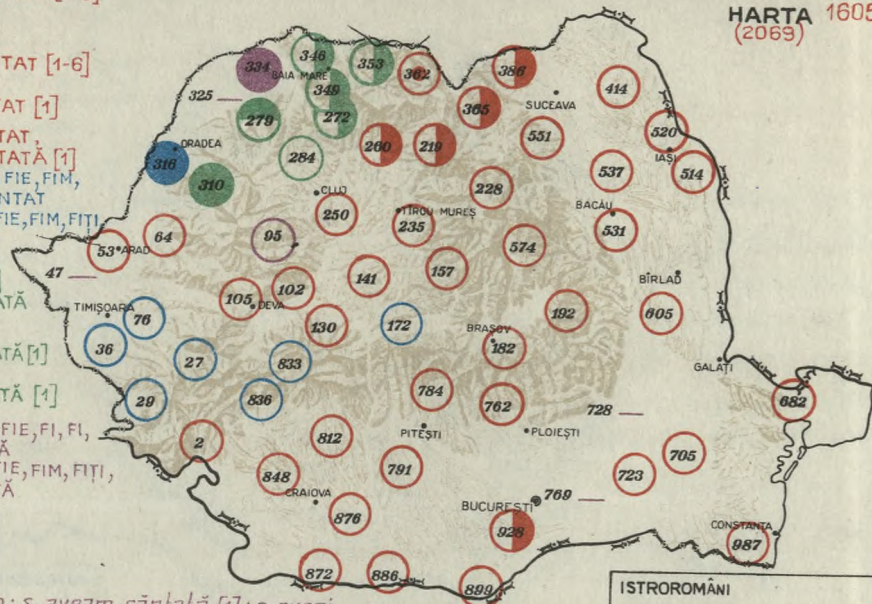 HARTA 1605
(2069)
TAT [1-6]
TAT [1]
TAT,
TATĂ [1]
FIE, FIM,
NTAT
FIE, FIM, FIȚI,
ATĂ
TATĂ [1]
TĂ [1]
FIE, FI, FI,
Ă
FIE, FIM, FIȚI,
TĂ
334
346
353
362
386
414
BAIA MARE
325
349
365
SUCEAVA
279
272
551
520
ORADEA
260
219
IAȘI
316
284
537
514
310
228
CLUJ
250
TÎRGU MUREȘ
BACĂU
235
531
64
95
574
53
ARAD
157
47
141
BÎRLAD
102
105
DEVA
TIMIȘOARA
76
192
605
130
172
36
BRAȘOV
182
27
833
GALAȚI
29
836
784
762
728
682
PITEȘTI
PLOIEȘTI
2
812
705
791
723
848
CRAIOVA
769
BUCUREȘTI
876
928
CONSTANȚA
987
872
886
899
ISTROROMÂNI